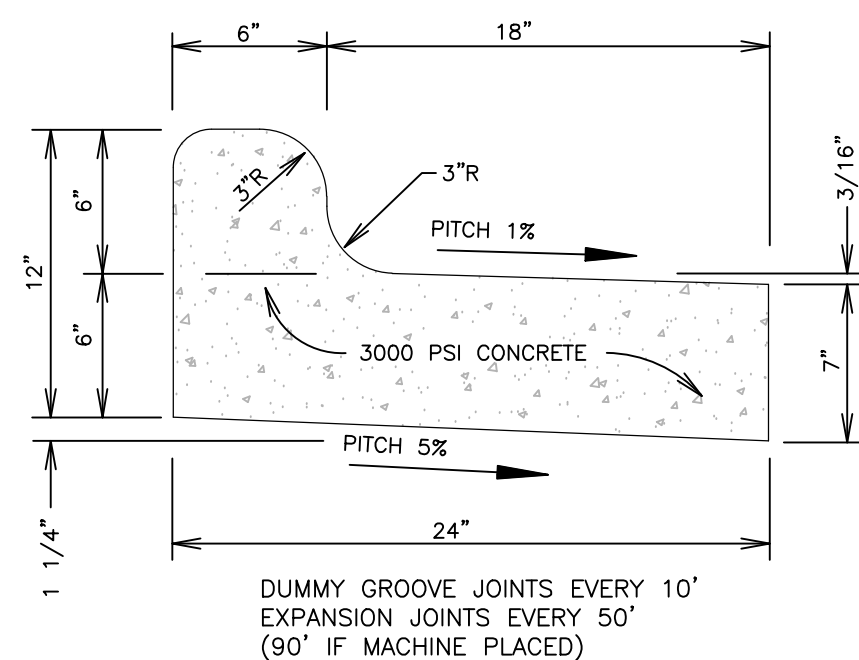 6”
18”
3/16”
3”R
3”R
6”
PITCH 1%
12”
6”
3000 PSI CONCRETE
7”
PITCH 5%
1 1/4”
24”
DUMMY GROOVE JOINTS EVERY 10’
EXPANSION JOINTS EVERY 50’
(90’ IF MACHINE PLACED)